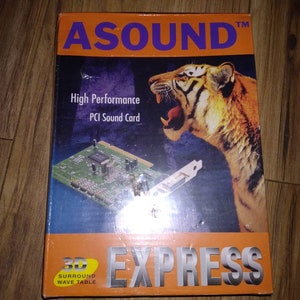 ASOUND™
High Performance
PCI Sound Card
3D
SURROUND
WAVE TABLE
EXPRESS